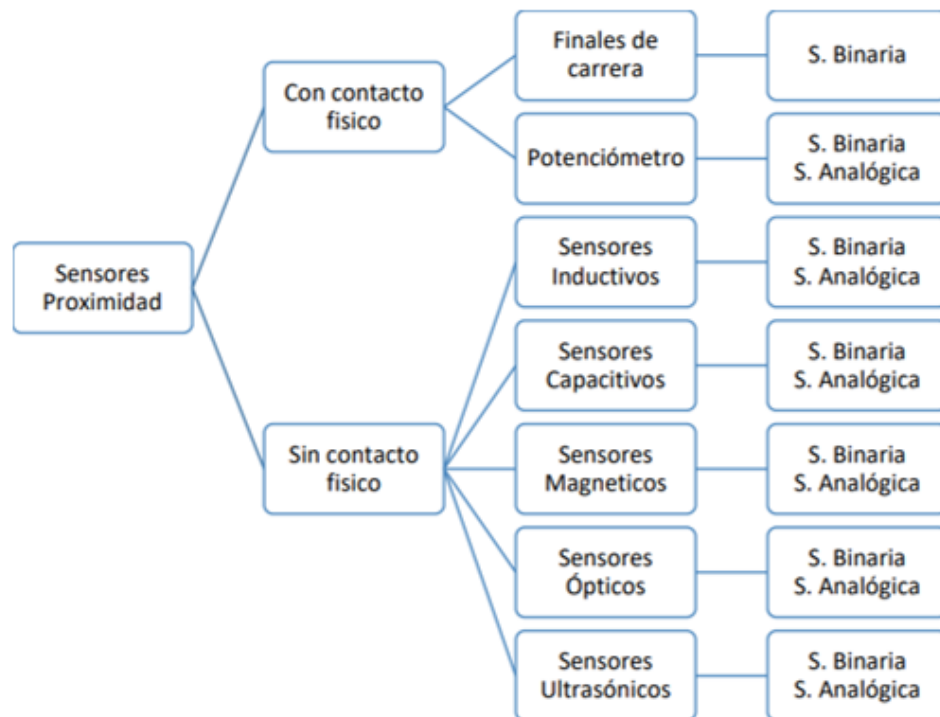 Sensores
Proximidad
Con contacto
fisico
Finales de
carrera
S. Binaria
Potenciómetro
S. Binaria
S. Analógica
Sin contacto
fisico
Sensores
Inductivos
S. Binaria
S. Analógica
Sensores
Capacitivos
S. Binaria
S. Analógica
Sensores
Magneticos
S. Binaria
S. Analógica
Sensores
Ópticos
S. Binaria
S. Analógica
Sensores
Ultrasónicos
S. Binaria
S. Analógica